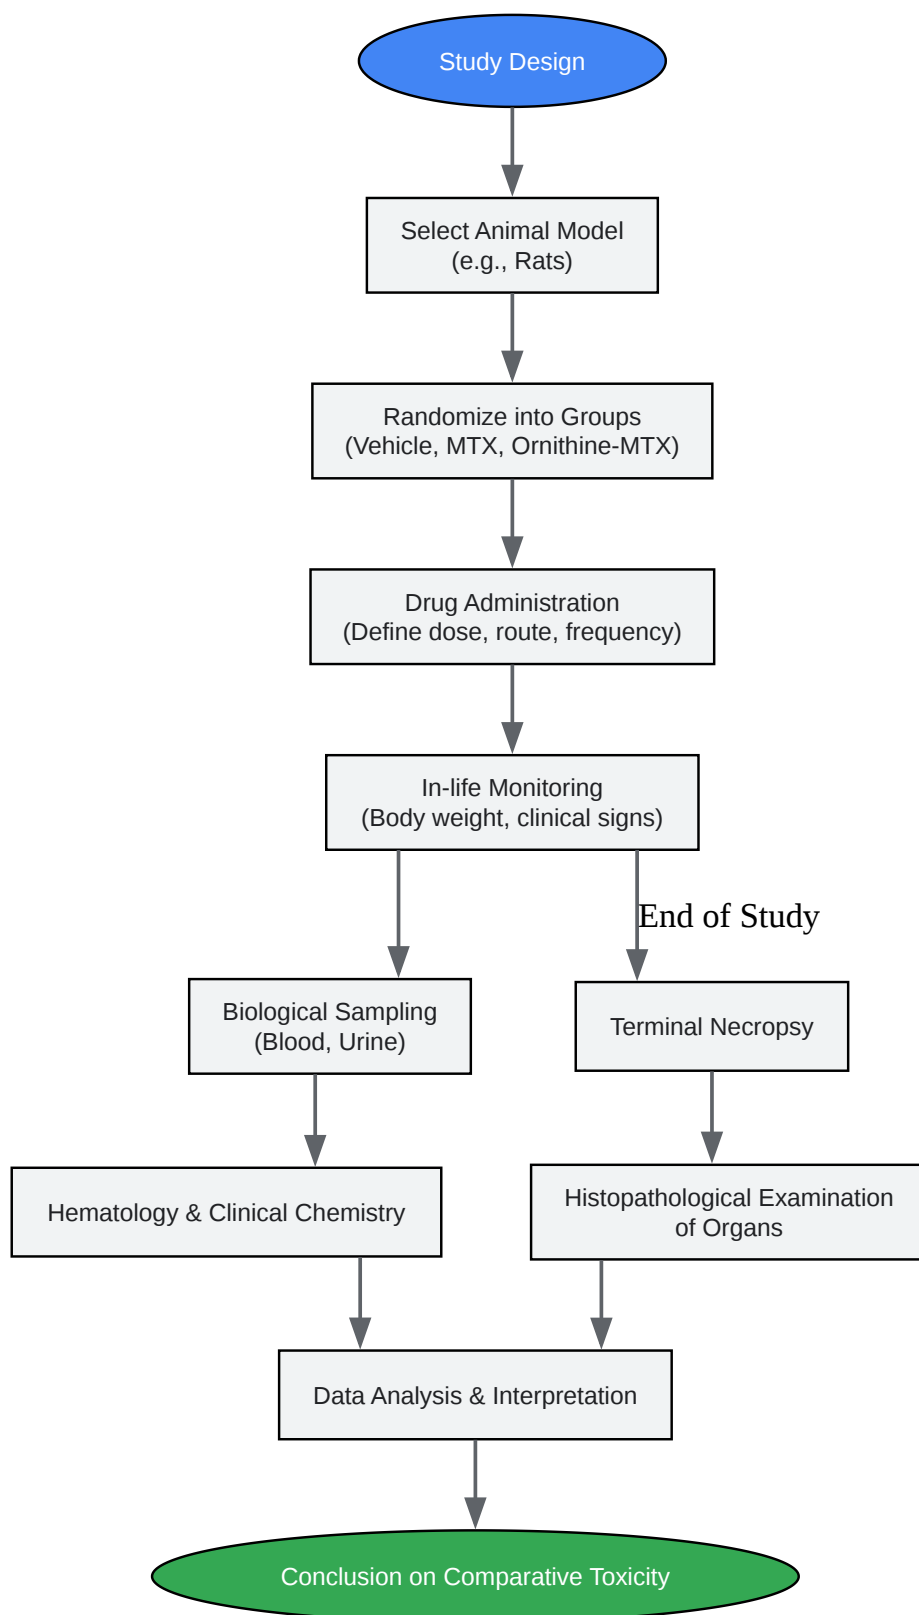 Study Design
Select Animal Model
(e.g., Rats)
Randomize into Groups
(Vehicle, MTX, Ornithine-MTX)
Drug Administration
(Define dose, route, frequency)
In-life Monitoring
(Body weight, clinical signs)
End of Study
Biological Sampling
(Blood, Urine)
Terminal Necropsy
Hematology & Clinical Chemistry
Histopathological Examination
of Organs
Data Analysis & Interpretation
Conclusion on Comparative Toxicity